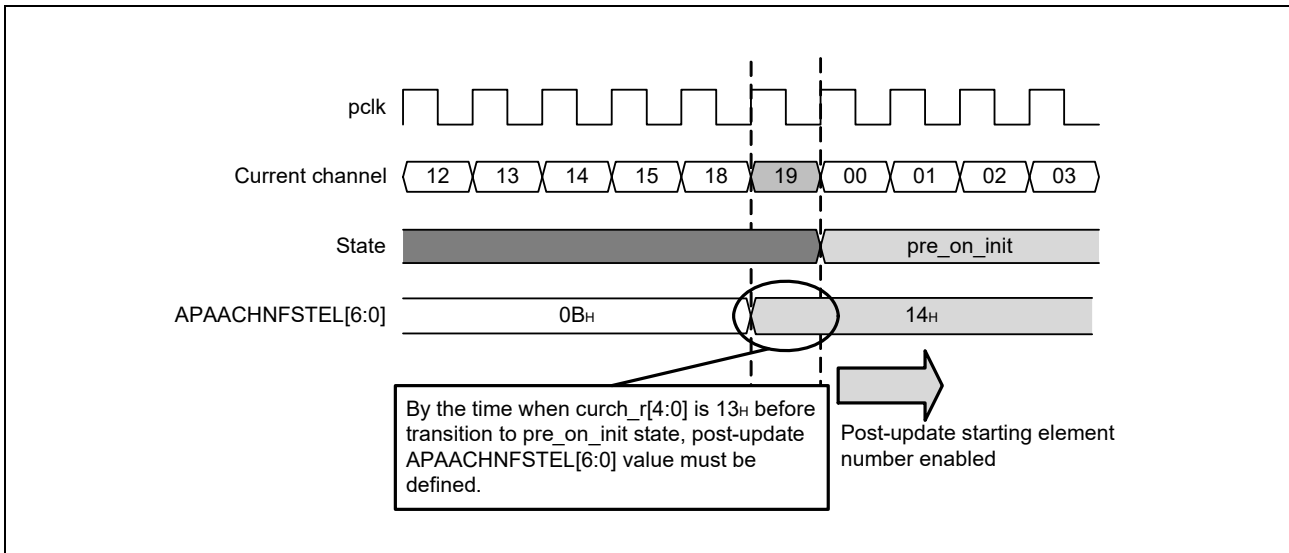 pclk
Current channel 12 13 14 15 18 19 00 01 02 03
State pre_on_init
APAACHNFSTEL[6:0] 0BH 14H
By the time when curch_r[4:0] is 13H before
transition to pre_on_init state, post-update
APAACHNFSTEL[6:0] value must be
defined.
Post-update starting element
number enabled